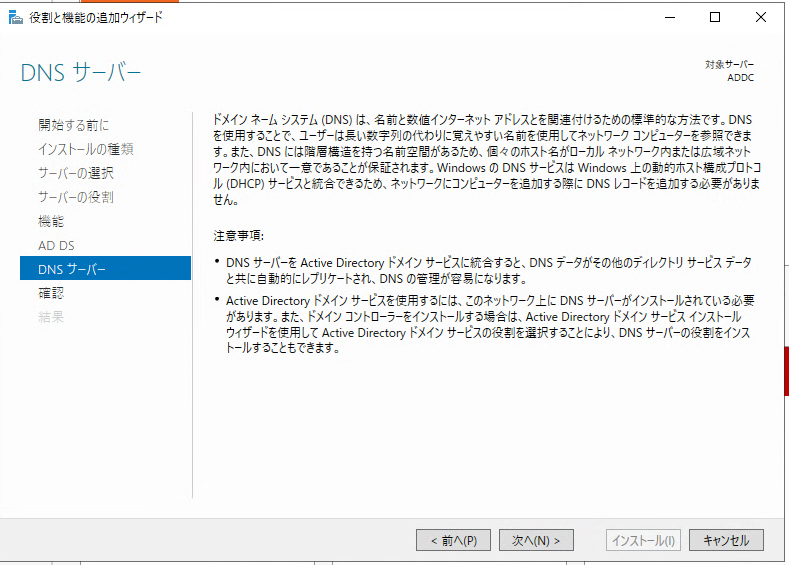 役割と機能の追加ウィザード
DNS サーバー
対象サーバー
ADDC
開始する前に
インストールの種類
サーバーの選択
サーバーの役割
機能
AD DS
DNS サーバー
確認
結果
ドメイン ネーム システム (DNS) は、名前と数値インターネット アドレスとを関連付けるための標準的な方法です。DNS
を使用することで、ユーザーは長い数字列の代わりに覚えやすい名前を使用してネットワーク コンピューターを参照できま
す。また、DNS には階層構造を持つ名前空間があるため、個々のホスト名がローカル ネットワーク内または広域ネット
ワーク内において一意であることが保証されます。Windows の DNS サービスは Windows 上の動的ホスト構成プロトコ
ル (DHCP) サービスと統合できるため、ネットワークにコンピューターを追加する際に DNS レコードを追加する必要がありま
せん。
注意事項:
• DNS サーバーを Active Directory ドメイン サービスに統合すると、DNS データがその他のディレクトリ サービス データ
と共に自動的にレプリケートされ、DNS の管理が容易になります。
• Active Directory ドメイン サービスを使用するには、このネットワーク上に DNS サーバーがインストールされている必要
があります。また、ドメイン コントローラーをインストールする場合は、Active Directory ドメイン サービス インストール
ウィザードを使用して Active Directory ドメイン サービスの役割を選択することにより、DNS サーバーの役割をインス
トールすることもできます。
< 前へ(P)
次へ(N) >
インストール(I)
キャンセル